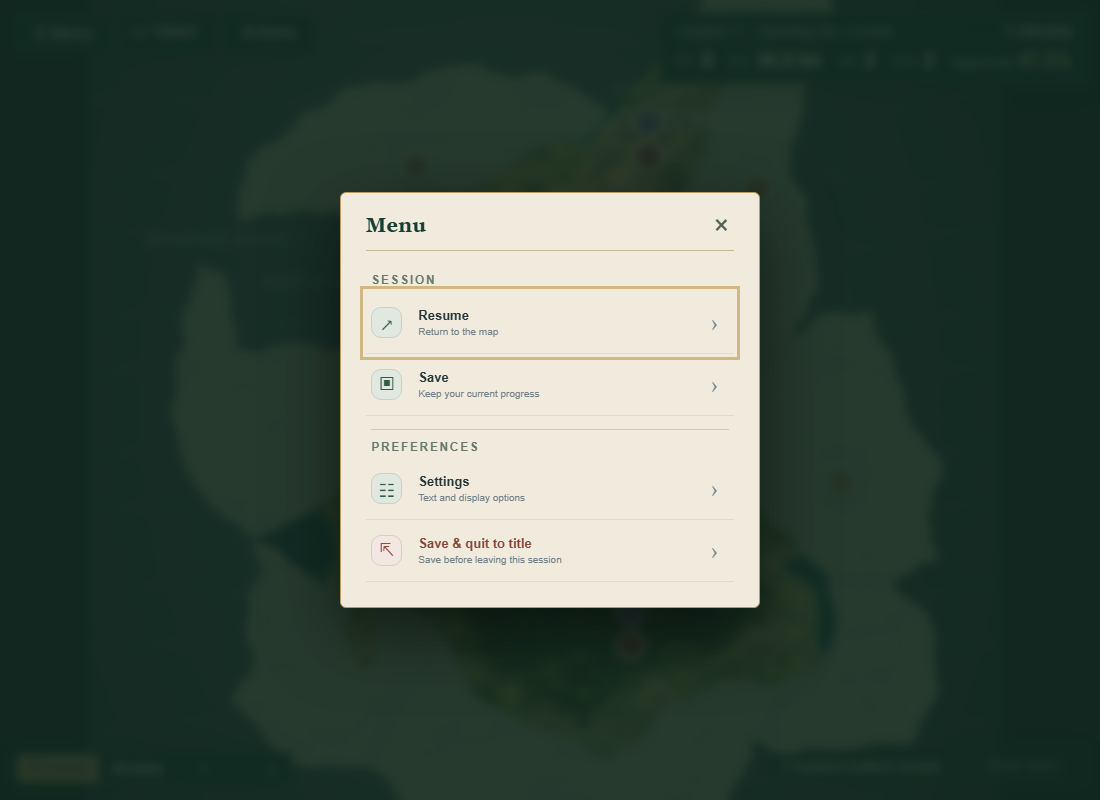 Menu
×
SESSION
Resume
Return to the map
Save
Keep your current progress
PREFERENCES
Settings
Text and display options
Save & quit to title
Save before leaving this session